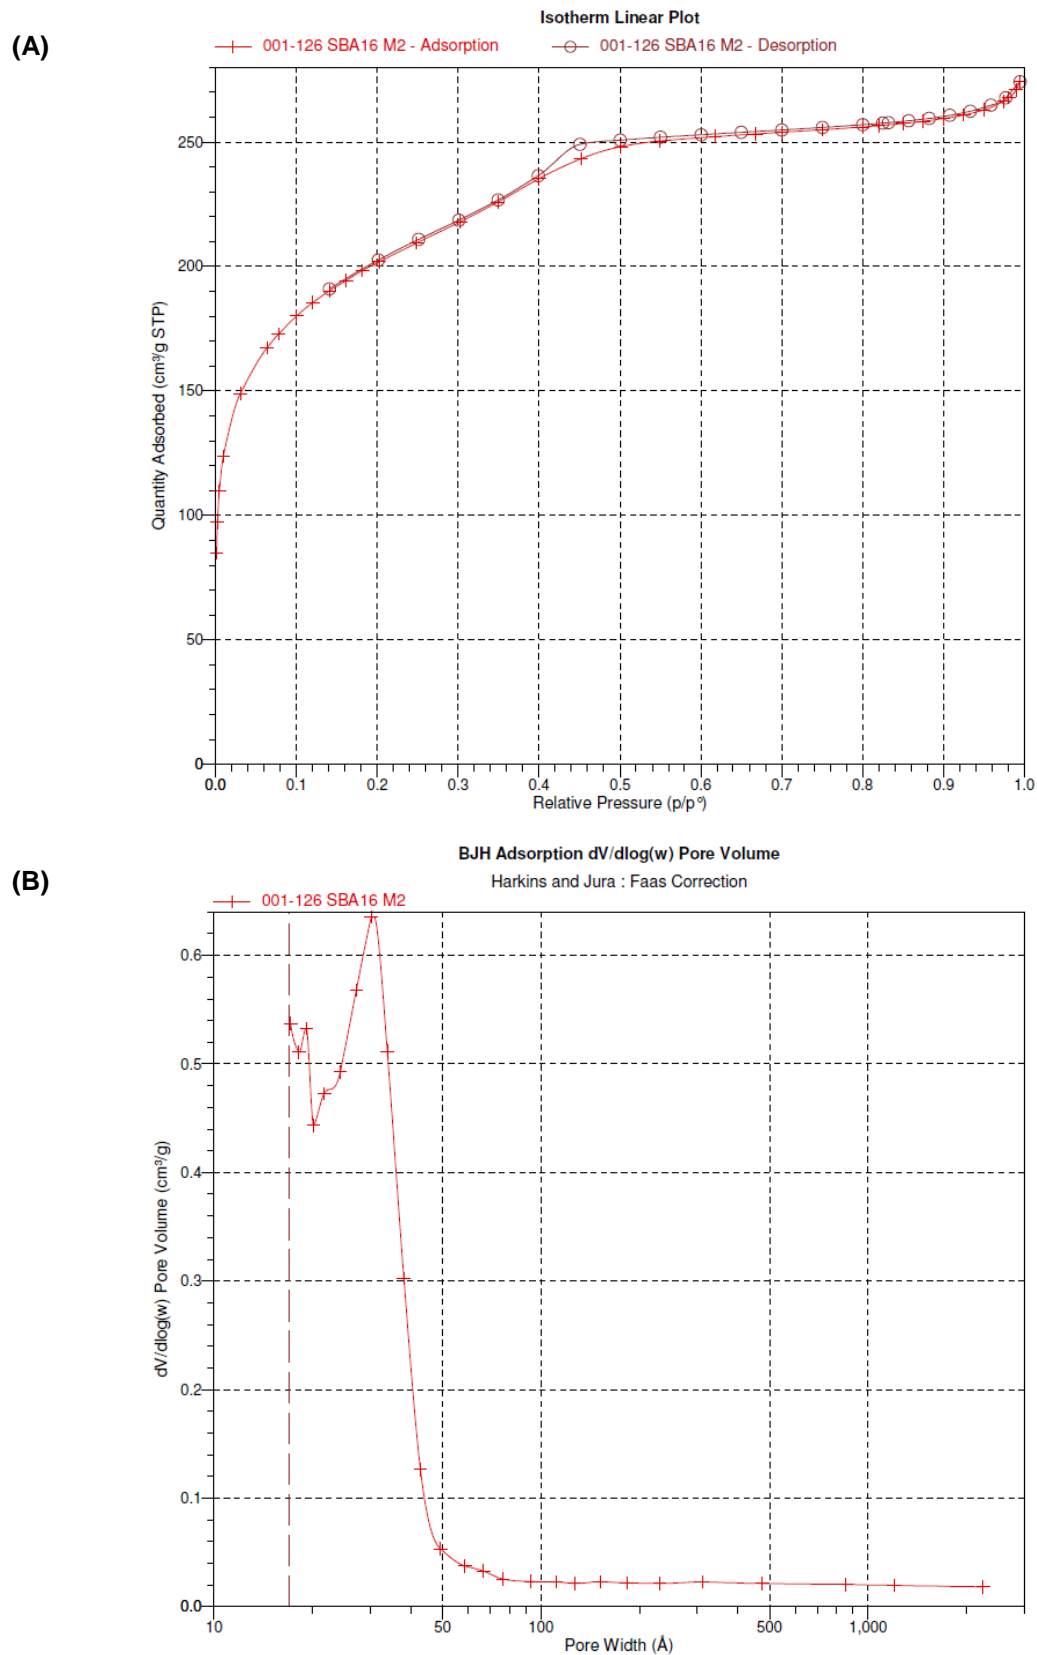 (A)
Isotherm Linear Plot
001-126 SBA16 M2 - Adsorption 001-126 SBA16 M2 - Desorption
Quantity Adsorbed (cm³/g STP)
250
200
150
100
50
0
0.0 0.1 0.2 0.3 0.4 0.5 0.6 0.7 0.8 0.9 1.0
Relative Pressure (p/p°)
(B)
BJH Adsorption dV/dlog(w) Pore Volume
Harkins and Jura : Faas Correction
001-126 SBA16 M2
dV/dlog(w) Pore Volume (cm³/g)
0.6
0.5
0.4
0.3
0.2
0.1
0.0
10 50 100 500 1,000
Pore Width (Å)